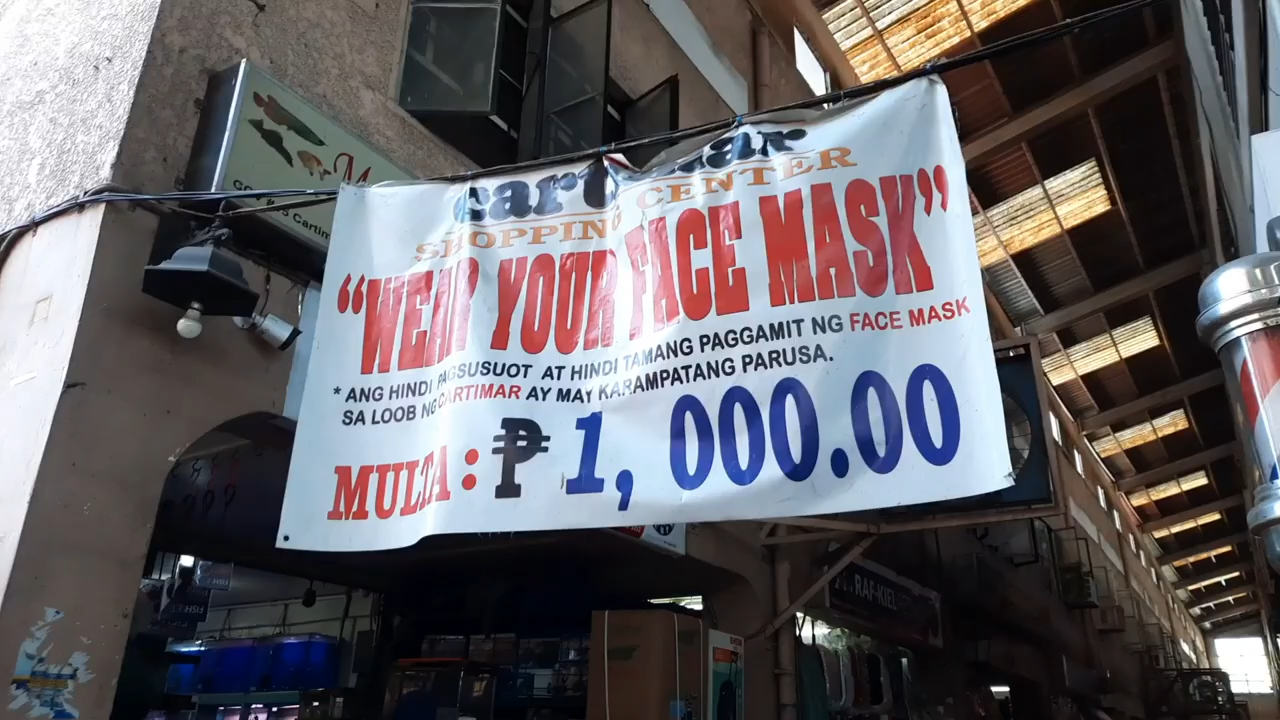 cartimar
SHOPPING CENTER
“WEAR YOUR FACE MASK”
* ANG HINDI PAGSUSUOT AT HINDI TAMANG PAGGAMIT NG FACE MASK
SA LOOB NG CARTIMAR AY MAY KARAMPATANG PARUSA.
MULTA : ₱ 1, 000.00
RAF-KIEL